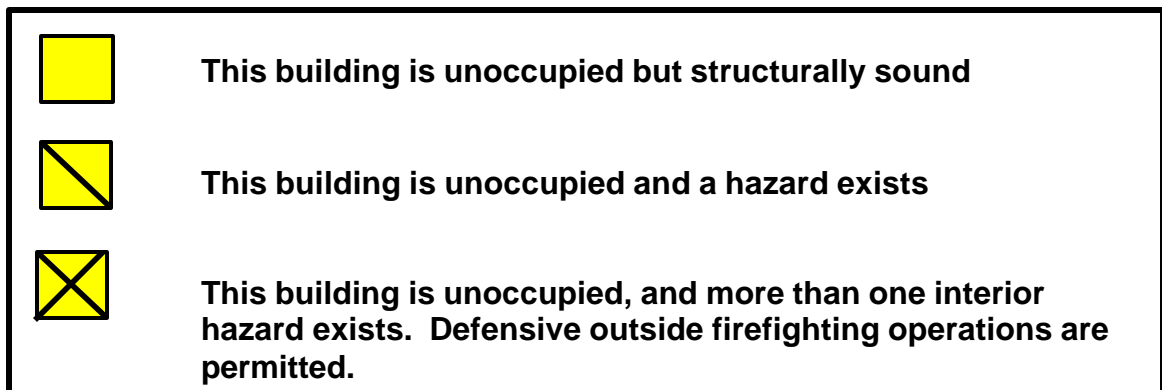 This building is unoccupied but structurally sound
This building is unoccupied and a hazard exists
This building is unoccupied, and more than one interior
hazard exists.  Defensive outside firefighting operations are
permitted.